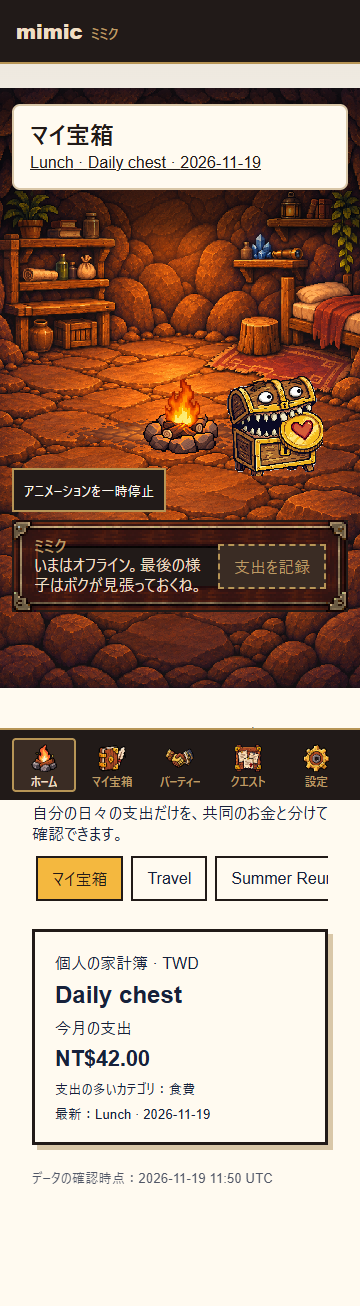 mimic ミミク
マイ宝箱
Lunch · Daily chest · 2026-11-19
アニメーションを一時停止
ミミク
いまはオフライン。最後の様
子はボクが見張っておくね。
支出を記録
ホーム
マイ宝箱
パーティー
クエスト
設定
自分の日々の支出だけを、共同のお金と分けて
確認できます。
マイ宝箱
Travel
Summer Reun
個人の家計簿 · TWD
Daily chest
今月の支出
NT$42.00
支出の多いカテゴリ：食費
最新：Lunch · 2026-11-19
データの確認時点：2026-11-19 11:50 UTC